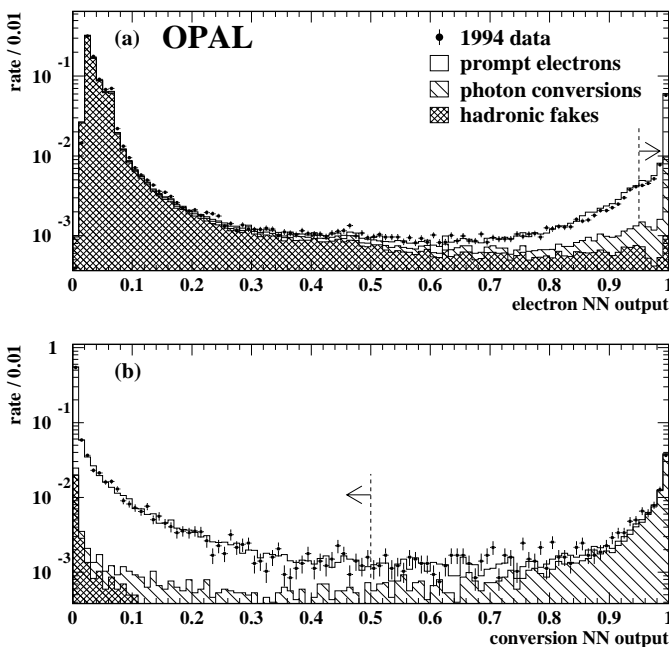 (a) OPAL
1994 data
prompt electrons
photon conversions
hadronic fakes
rate / 0.01
10⁻¹
10⁻²
10⁻³
0 0.1 0.2 0.3 0.4 0.5 0.6 0.7 0.8 0.9 1
electron NN output
(b)
rate / 0.01
1
10⁻¹
10⁻²
10⁻³
0 0.1 0.2 0.3 0.4 0.5 0.6 0.7 0.8 0.9 1
conversion NN output